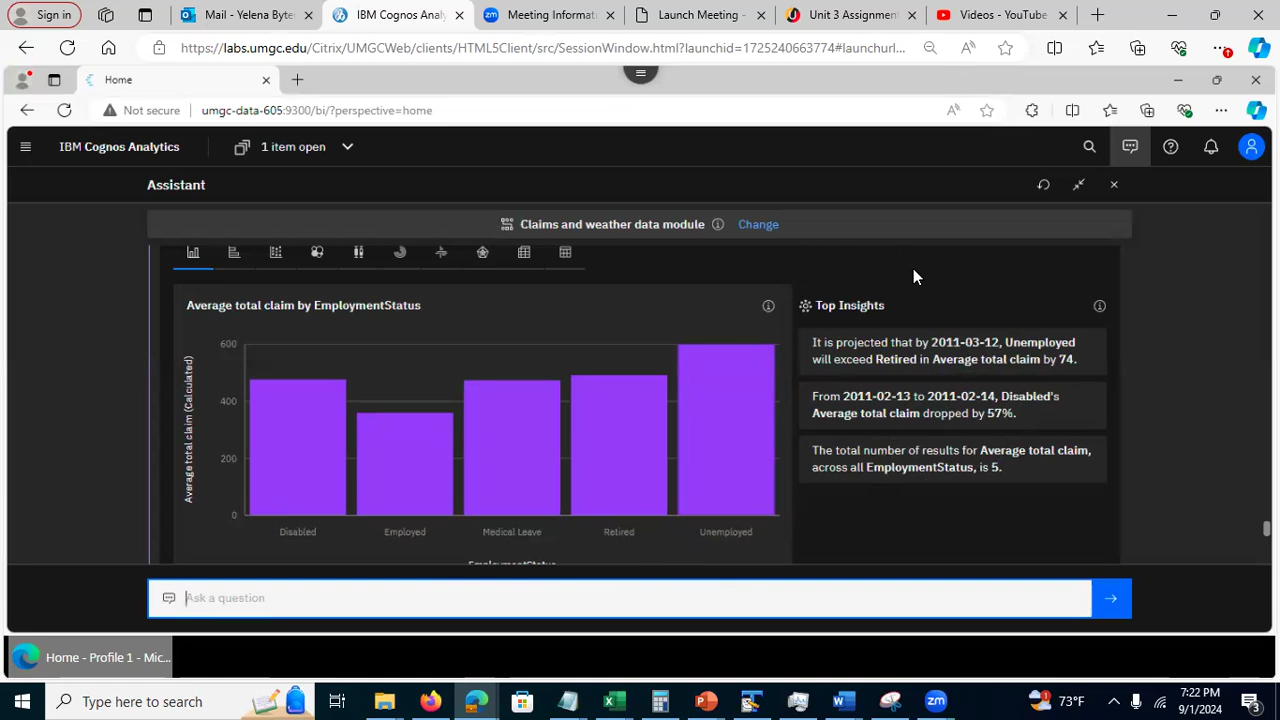 Sign in
Mail - Yelena Byter
IBM Cognos Analy
Meeting Informat
Launch Meeting -
Unit 3 Assignmen
Videos - YouTube
https://labs.umgc.edu/Citrix/UMGCWeb/clients/HTML5Client/src/SessionWindow.html?launchid=1725240663774#launchurl...
Home
Not secure
umgc-data-605:9300/bi/?perspective=home
IBM Cognos Analytics
1 item open
Assistant
Claims and weather data module
Change
Average total claim by EmploymentStatus
Average total claim (Calculated)
600
400
200
0
Disabled
Employed
Medical Leave
Retired
Unemployed
EmploymentStatus
Top Insights
It is projected that by 2011-03-12, Unemployed
will exceed Retired in Average total claim by 74.
From 2011-02-13 to 2011-02-14, Disabled's
Average total claim dropped by 57%.
The total number of results for Average total claim,
across all EmploymentStatus, is 5.
Ask a question
Home - Profile 1 - Mic...
Type here to search
1
73°F
7:22 PM
9/1/2024
3